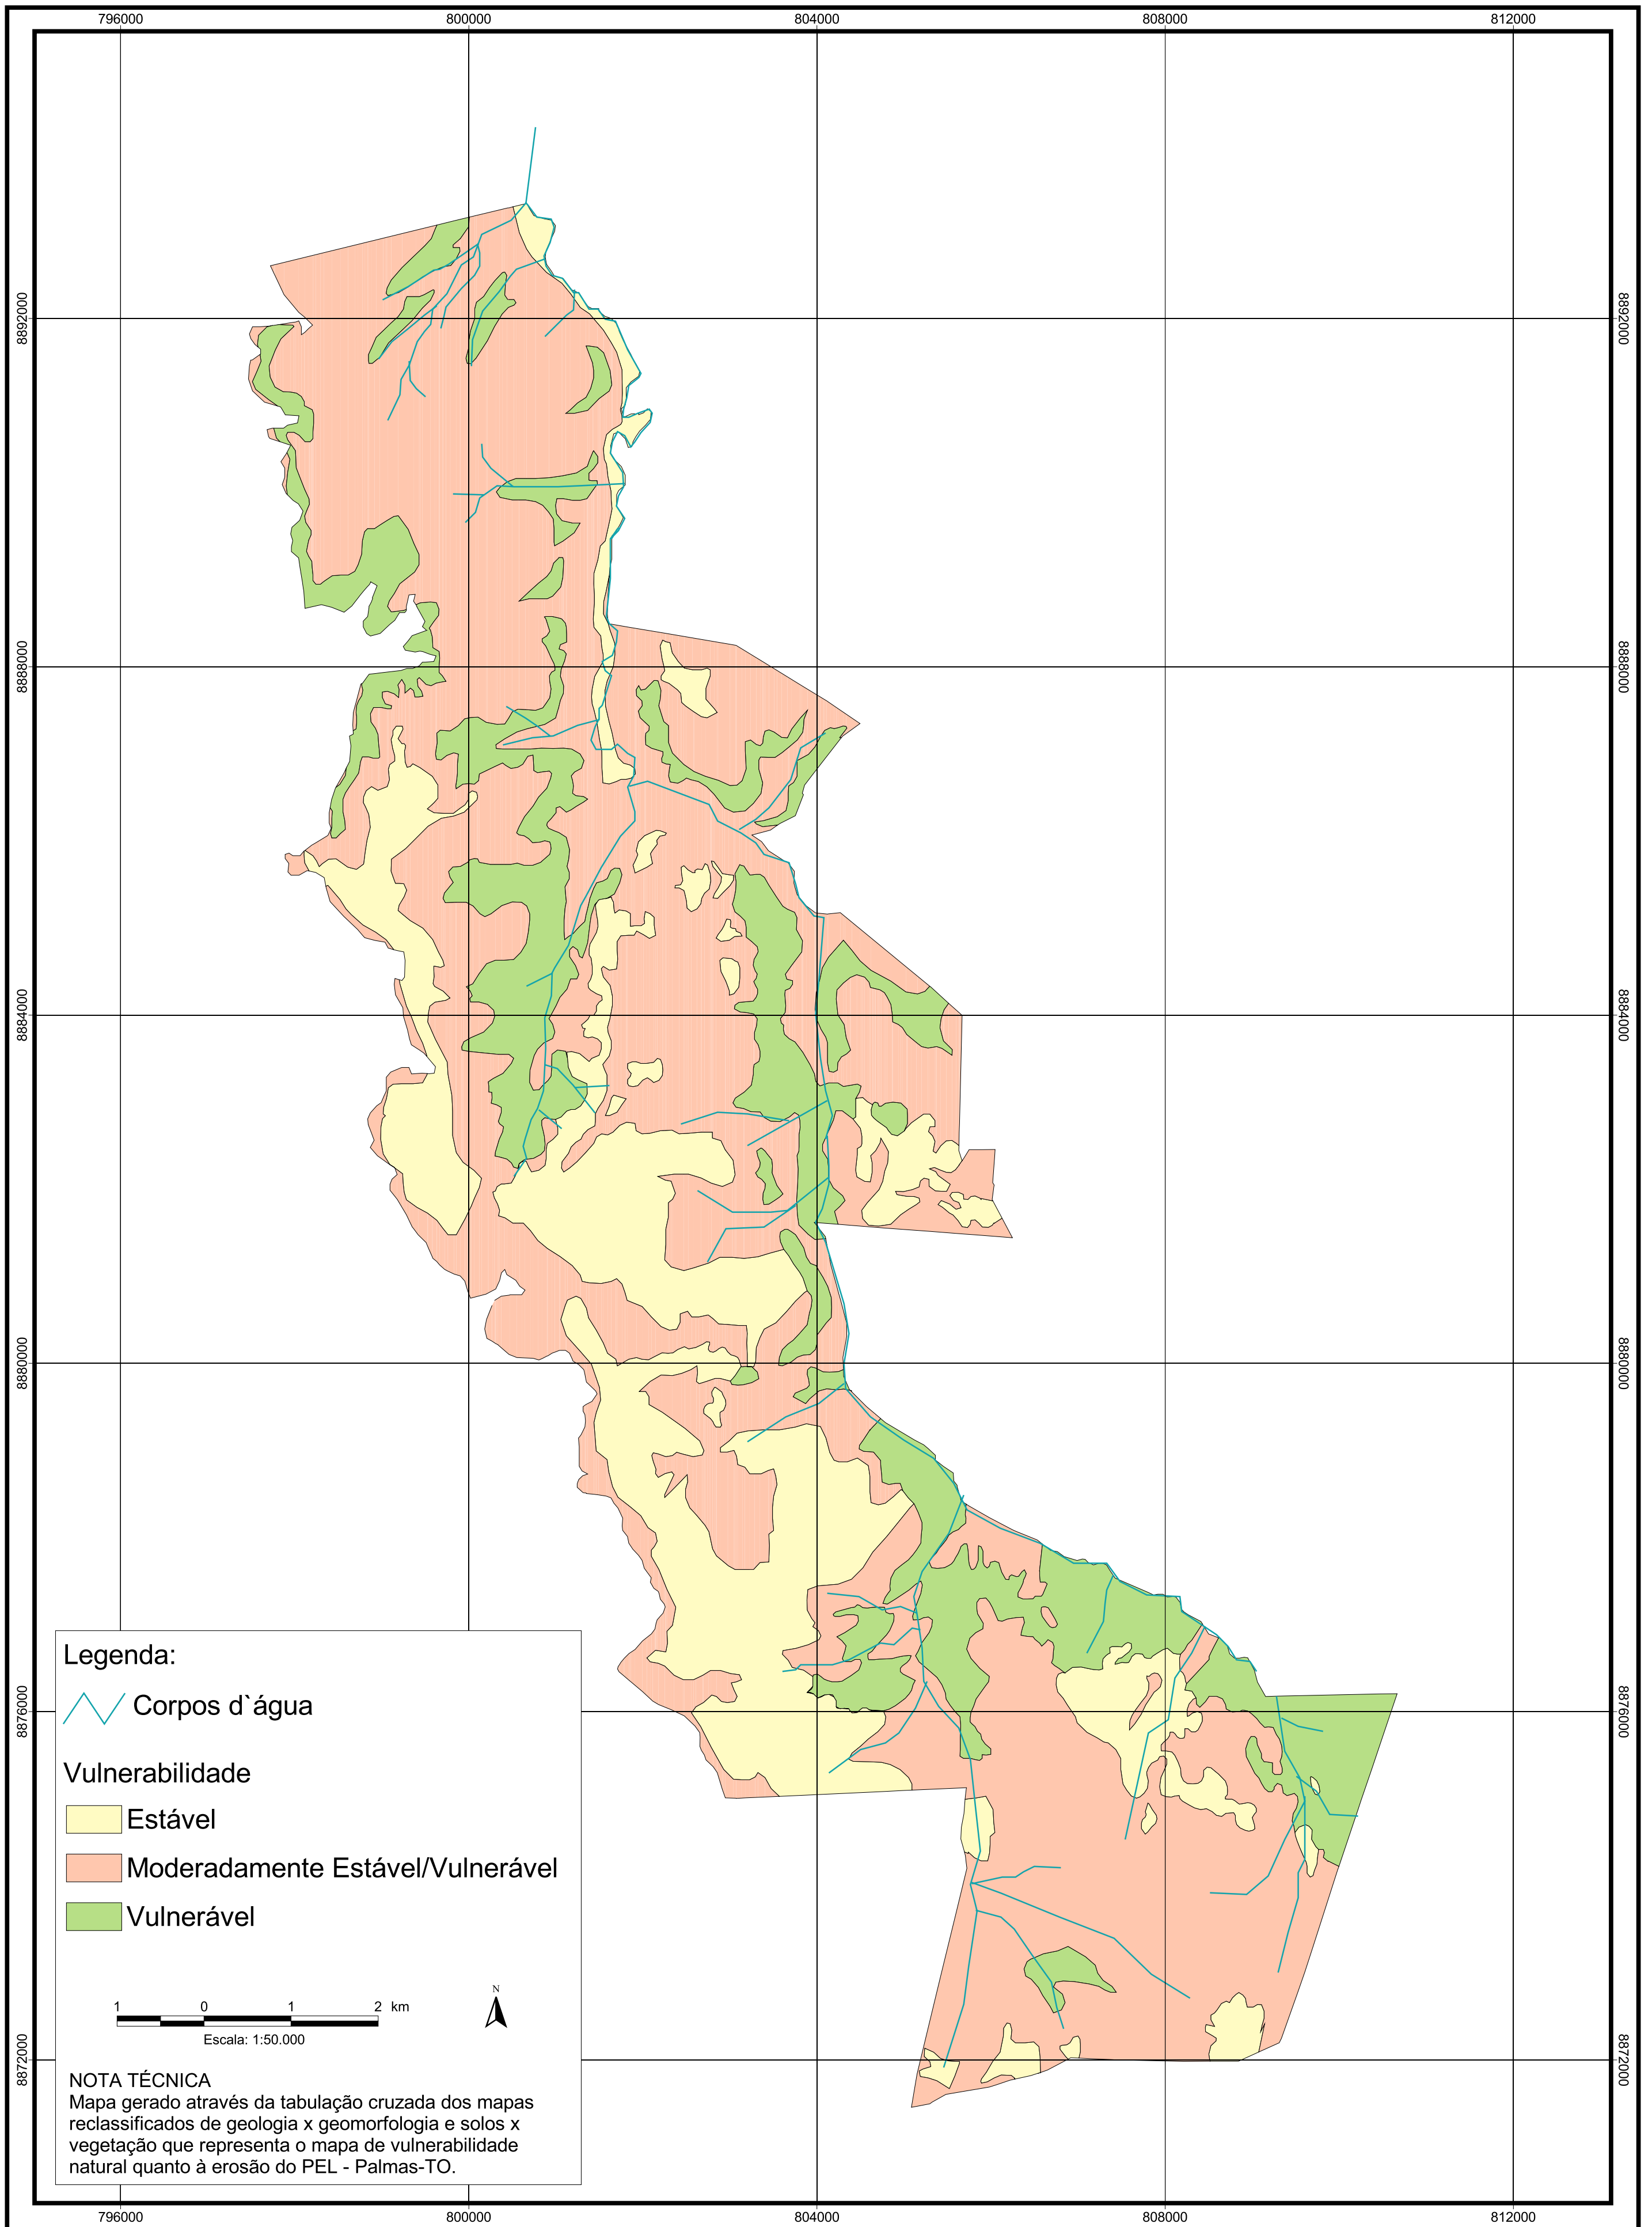 796000 800000 804000 808000 812000
8892000 8892000
8888000 8888000
8884000 8884000
8880000 8880000
8876000 8876000
8872000 8872000
Legenda:
Corpos d`água
Vulnerabilidade
Estável
Moderadamente Estável/Vulnerável
Vulnerável
1 0 1 2 km
N
Escala: 1:50.000
NOTA TÉCNICA
Mapa gerado através da tabulação cruzada dos mapas
reclassificados de geologia x geomorfologia e solos x
vegetação que representa o mapa de vulnerabilidade
natural quanto à erosão do PEL - Palmas-TO.
796000 800000 804000 808000 812000